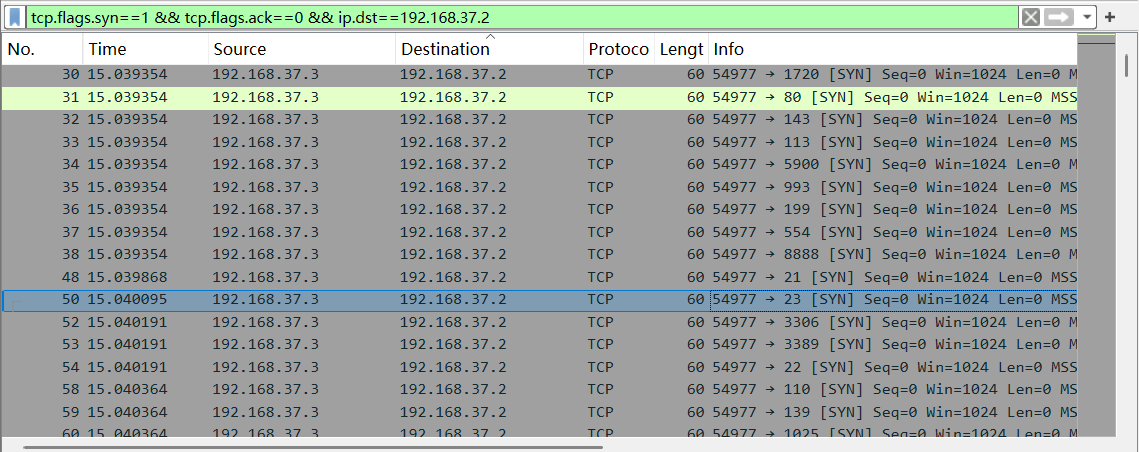 tcp.flags.syn==1 && tcp.flags.ack==0 && ip.dst==192.168.37.2
No. Time Source Destination Protoco Lengt Info
30 15.039354 192.168.37.3 192.168.37.2 TCP 60 54977 → 1720 [SYN] Seq=0 Win=1024 Len=0 M
31 15.039354 192.168.37.3 192.168.37.2 TCP 60 54977 → 80 [SYN] Seq=0 Win=1024 Len=0 MSS
32 15.039354 192.168.37.3 192.168.37.2 TCP 60 54977 → 143 [SYN] Seq=0 Win=1024 Len=0 MS
33 15.039354 192.168.37.3 192.168.37.2 TCP 60 54977 → 113 [SYN] Seq=0 Win=1024 Len=0 MS
34 15.039354 192.168.37.3 192.168.37.2 TCP 60 54977 → 5900 [SYN] Seq=0 Win=1024 Len=0 M
35 15.039354 192.168.37.3 192.168.37.2 TCP 60 54977 → 993 [SYN] Seq=0 Win=1024 Len=0 MS
36 15.039354 192.168.37.3 192.168.37.2 TCP 60 54977 → 199 [SYN] Seq=0 Win=1024 Len=0 MS
37 15.039354 192.168.37.3 192.168.37.2 TCP 60 54977 → 554 [SYN] Seq=0 Win=1024 Len=0 MS
38 15.039354 192.168.37.3 192.168.37.2 TCP 60 54977 → 8888 [SYN] Seq=0 Win=1024 Len=0 M
48 15.039868 192.168.37.3 192.168.37.2 TCP 60 54977 → 21 [SYN] Seq=0 Win=1024 Len=0 MSS
50 15.040095 192.168.37.3 192.168.37.2 TCP 60 54977 → 23 [SYN] Seq=0 Win=1024 Len=0 MSS
52 15.040191 192.168.37.3 192.168.37.2 TCP 60 54977 → 3306 [SYN] Seq=0 Win=1024 Len=0 M
53 15.040191 192.168.37.3 192.168.37.2 TCP 60 54977 → 3389 [SYN] Seq=0 Win=1024 Len=0 M
54 15.040191 192.168.37.3 192.168.37.2 TCP 60 54977 → 22 [SYN] Seq=0 Win=1024 Len=0 MSS
58 15.040364 192.168.37.3 192.168.37.2 TCP 60 54977 → 110 [SYN] Seq=0 Win=1024 Len=0 MS
59 15.040364 192.168.37.3 192.168.37.2 TCP 60 54977 → 139 [SYN] Seq=0 Win=1024 Len=0 MS
60 15.040364 192.168.37.3 192.168.37.2 TCP 60 54977 → 1025 [SYN] Seq=0 Win=1024 Len=0 M